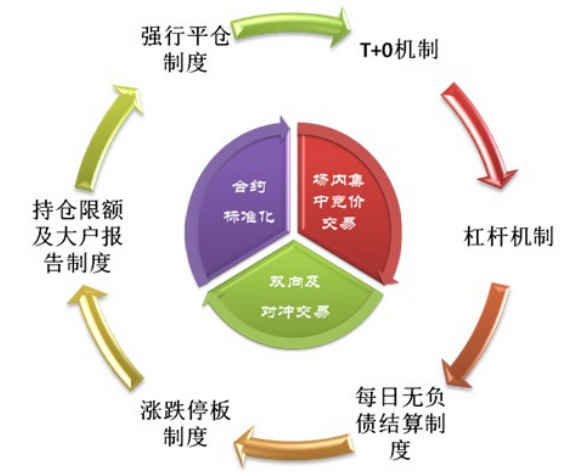 强行平仓
制度
T+0机制
杠杆机制
每日无负
债结算制
度
涨跌停板
制度
持仓限额
及大户报
告制度
合约
标准化
场内集
中竞价
交易
双向及
对冲交易